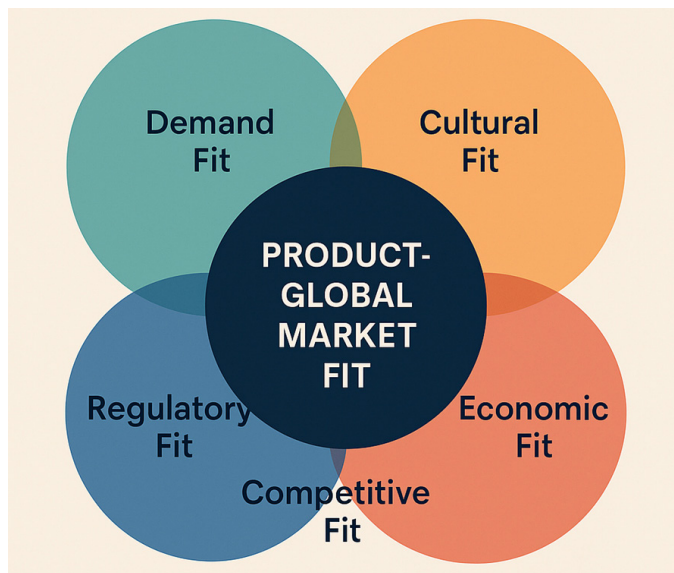 Demand
Fit
Cultural
Fit
PRODUCT-
GLOBAL
MARKET
FIT
Regulatory
Fit
Economic
Fit
Competitive
Fit